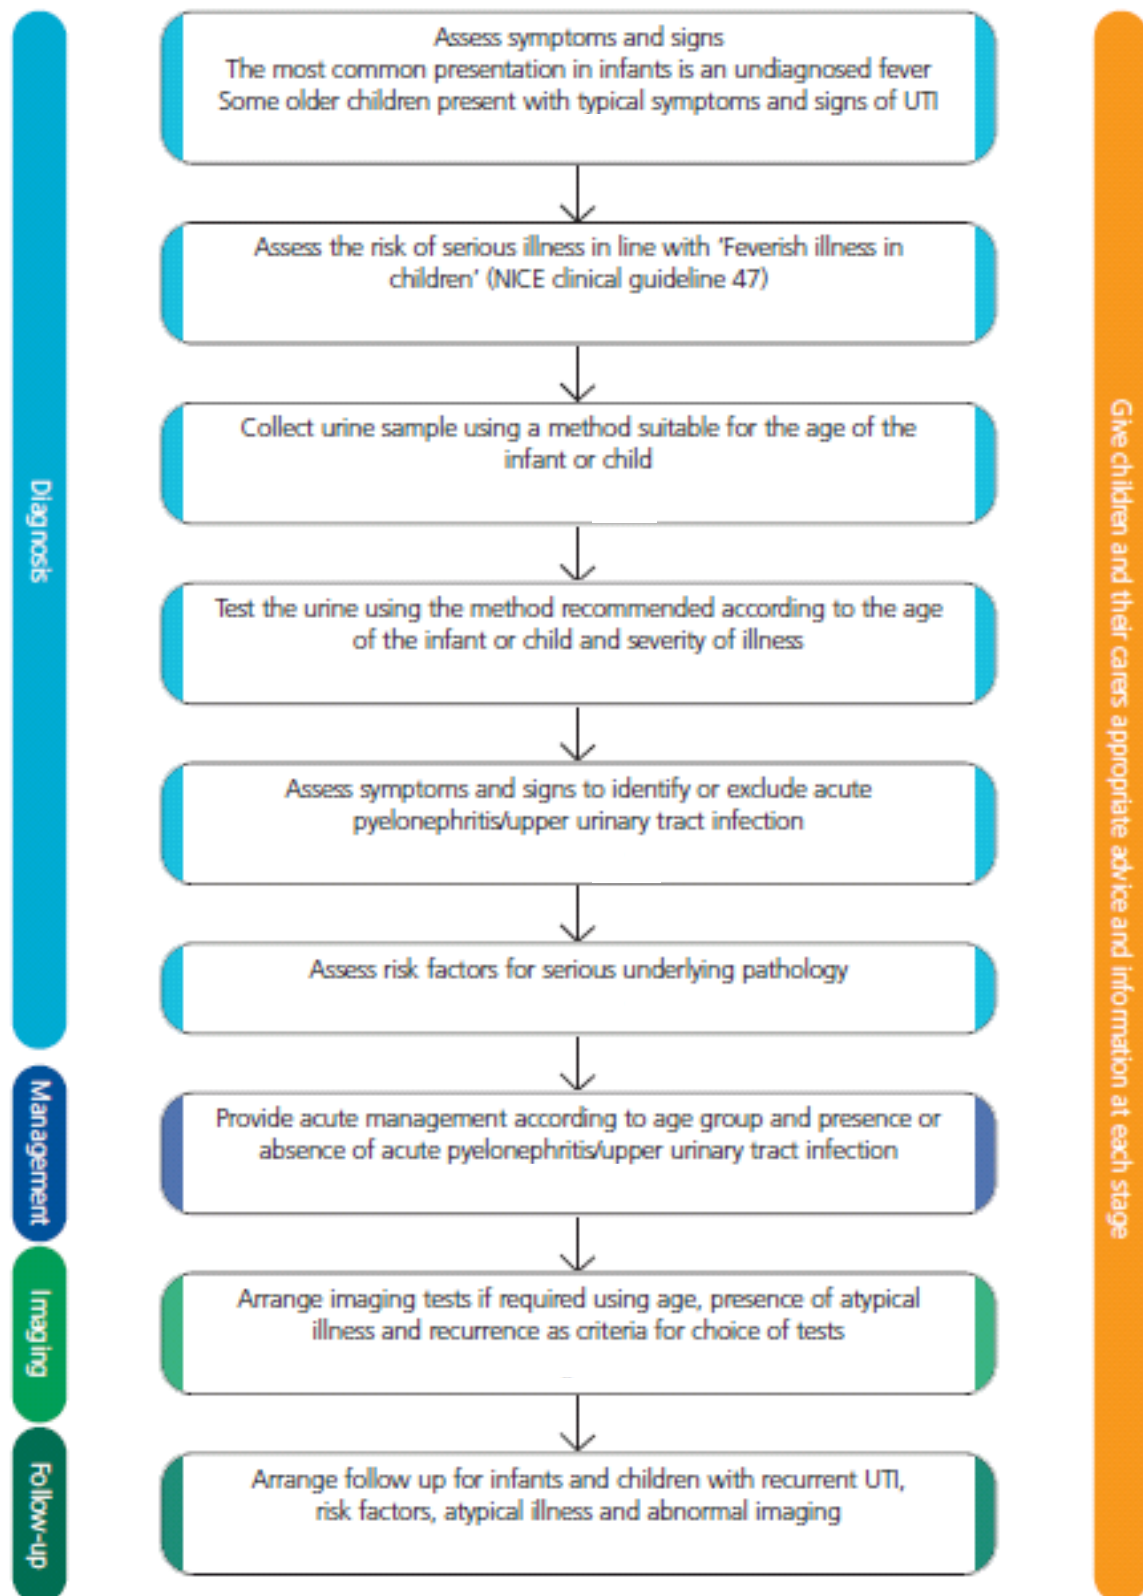 Assess symptoms and signs
The most common presentation in infants is an undiagnosed fever
Some older children present with typical symptoms and signs of UTI
Assess the risk of serious illness in line with ‘Feverish illness in
children’ (NICE clinical guideline 47)
Collect urine sample using a method suitable for the age of the
infant or child
Test the urine using the method recommended according to the age
of the infant or child and severity of illness
Assess symptoms and signs to identify or exclude acute
pyelonephritis/upper urinary tract infection
Assess risk factors for serious underlying pathology
Diagnosis
Provide acute management according to age group and presence or
absence of acute pyelonephritis/upper urinary tract infection
Management
Arrange imaging tests if required using age, presence of atypical
illness and recurrence as criteria for choice of tests
Imaging
Arrange follow up for infants and children with recurrent UTI,
risk factors, atypical illness and abnormal imaging
Follow-up
Give children and their carers appropriate advice and information at each stage